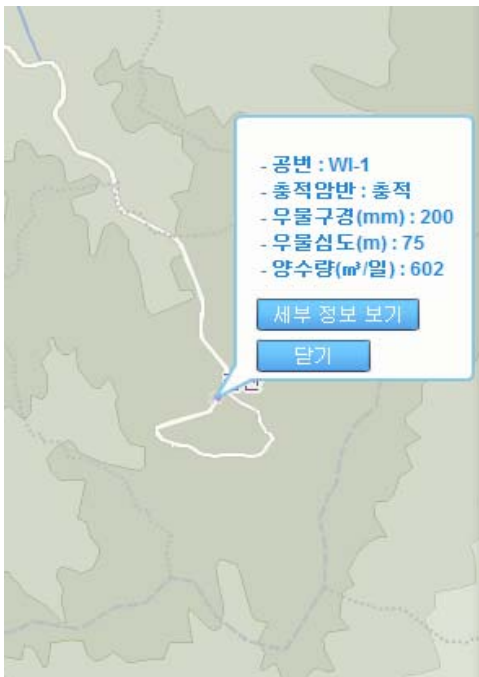 - 공번 : WI-1
- 충적암반 : 충적
- 우물구경(mm) : 200
- 우물심도(m) : 75
- 양수량(㎥/일) : 602
세부 정보 보기
닫기